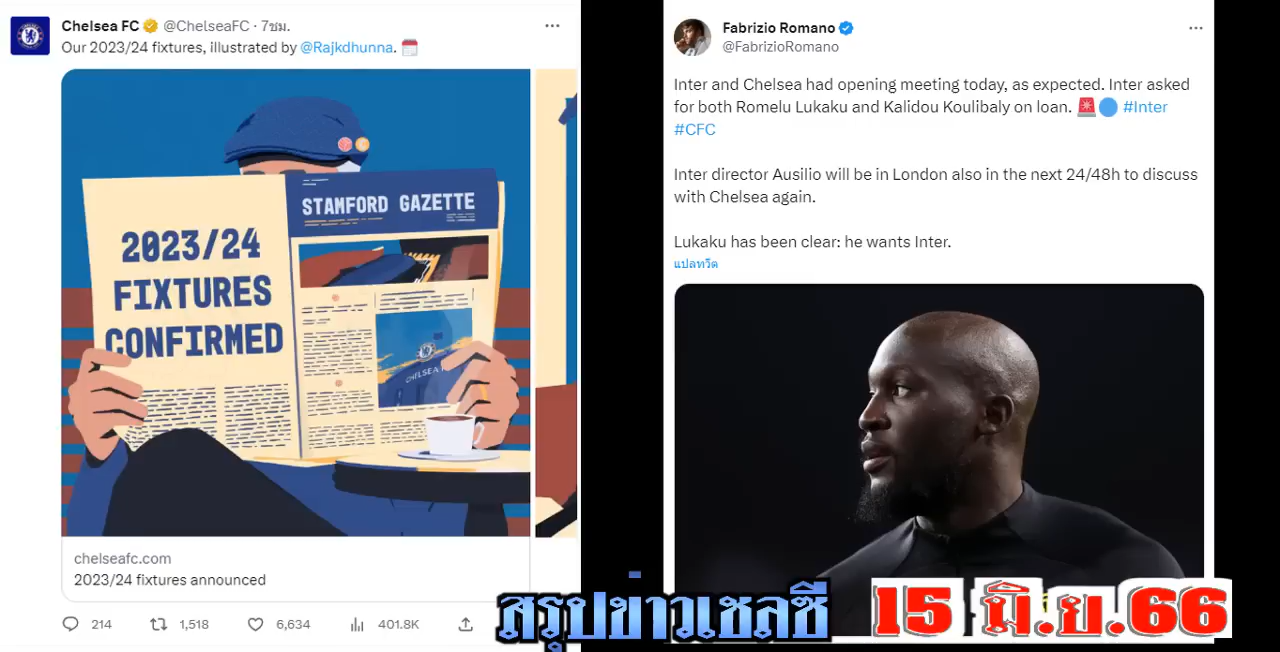 Chelsea FC @ChelseaFC · 7ชม.
Our 2023/24 fixtures, illustrated by @Rajkdhunna.
STAMFORD GAZETTE
2023/24
FIXTURES
CONFIRMED
CHELSEA F
chelseafc.com
2023/24 fixtures announced
214 1,518 6,634 401.8K
Fabrizio Romano
@FabrizioRomano
Inter and Chelsea had opening meeting today, as expected. Inter asked
for both Romelu Lukaku and Kalidou Koulibaly on loan. 🚨🔵 #Inter
#CFC
Inter director Ausilio will be in London also in the next 24/48h to discuss
with Chelsea again.
Lukaku has been clear: he wants Inter.
แปลทวีต
สรุปข่าวเชลซี 15 มิ.ย.66